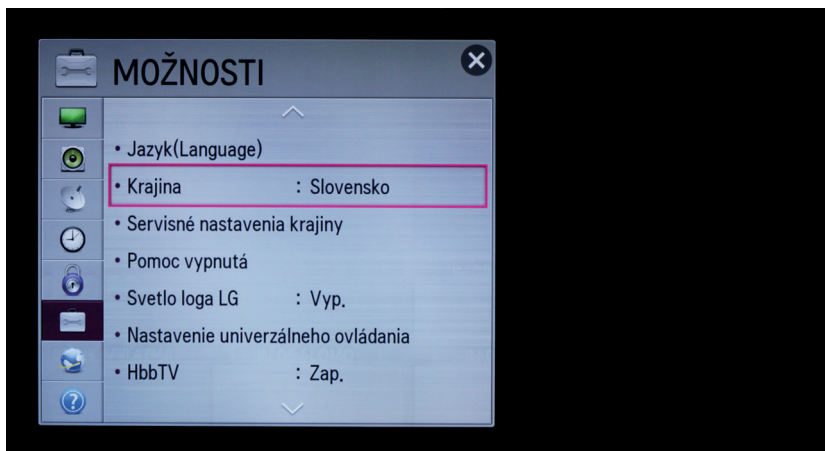 MOŽNOSTI
• Jazyk(Language)
• Krajina : Slovensko
• Servisné nastavenia krajiny
• Pomoc vypnutá
• Svetlo loga LG : Vyp.
• Nastavenie univerzálneho ovládania
• HbbTV : Zap.